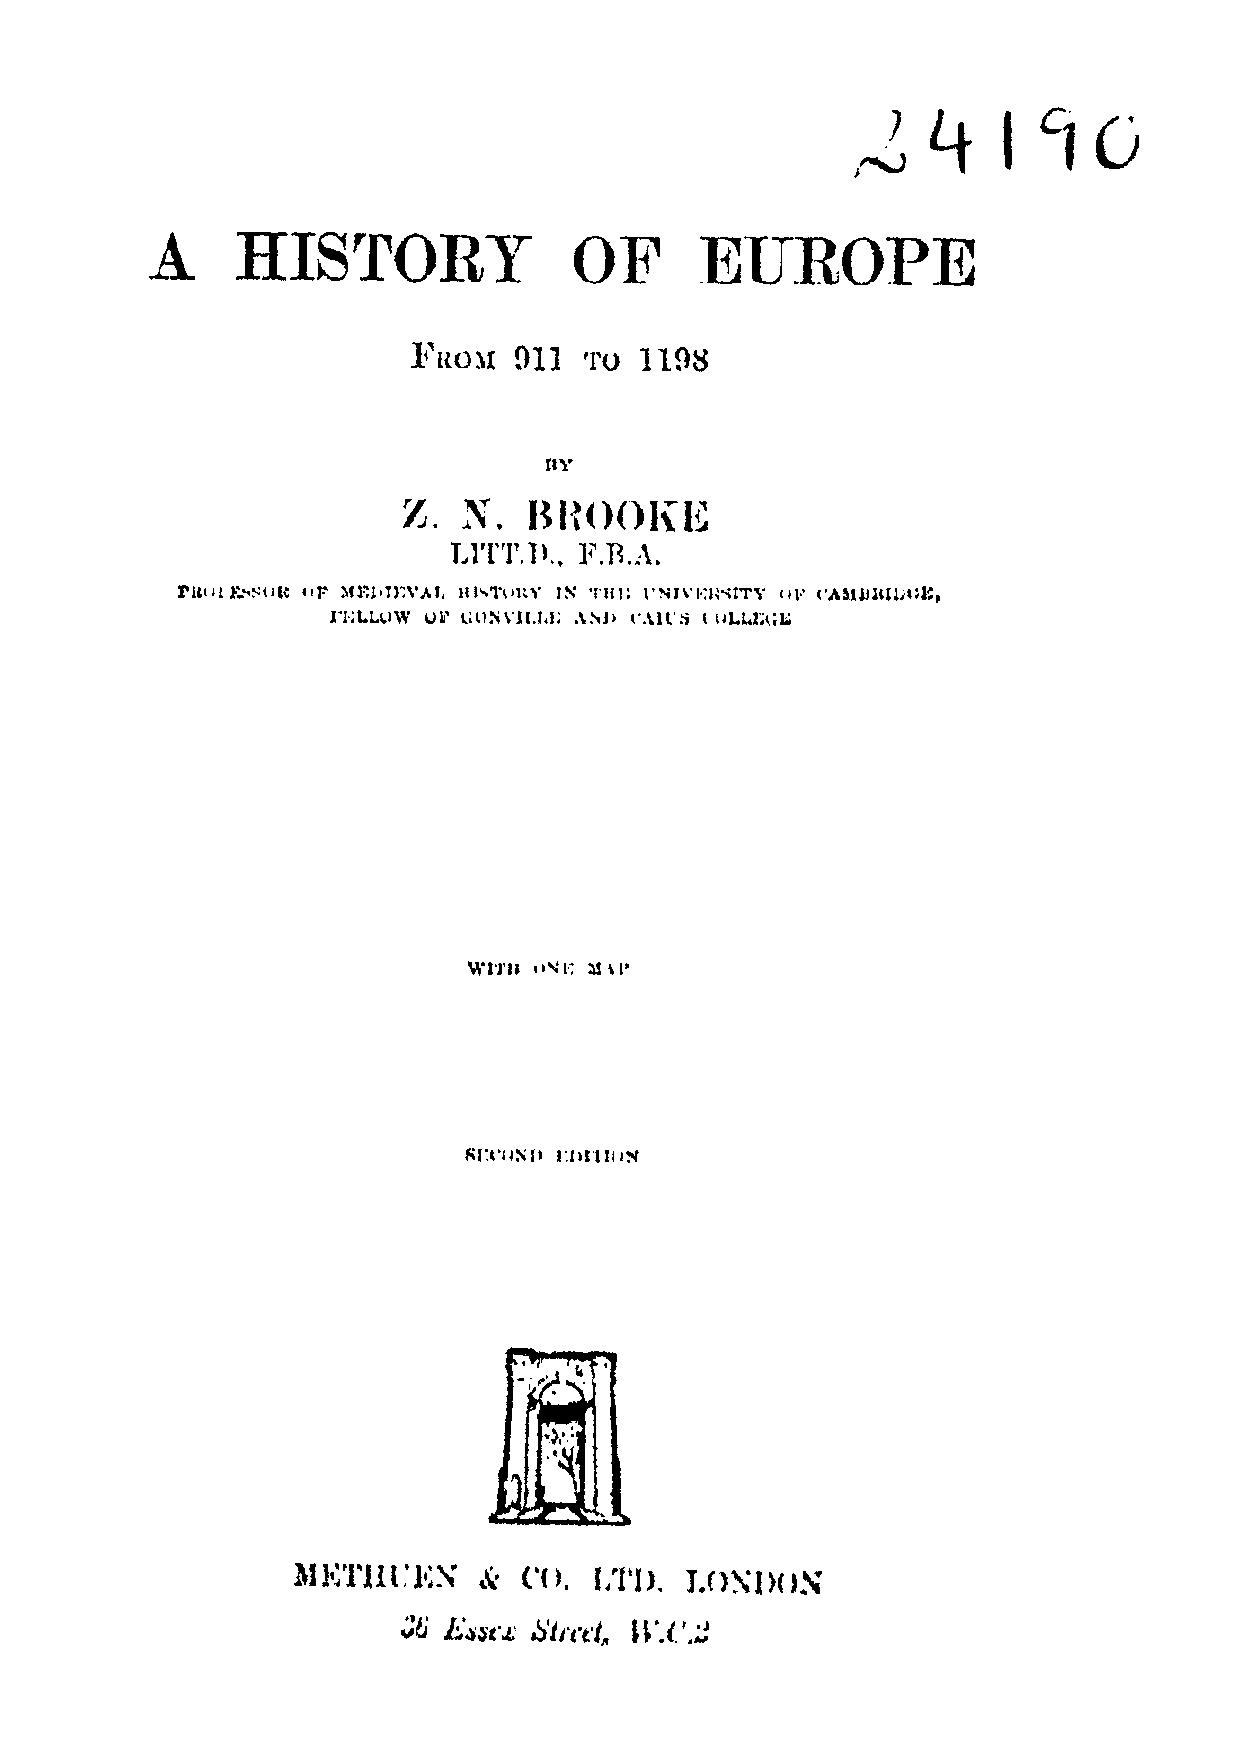 24190
A HISTORY OF EUROPE
FROM 911 TO 1198
BY
Z. N. BROOKE
LITT.D., F.B.A.
PROFESSOR OF MEDIEVAL HISTORY IN THE UNIVERSITY OF CAMBRIDGE,
FELLOW OF GONVILLE AND CAIUS COLLEGE
WITH ONE MAP
SECOND EDITION
METHUEN & CO. LTD. LONDON
36 Essex Street, W.C.2